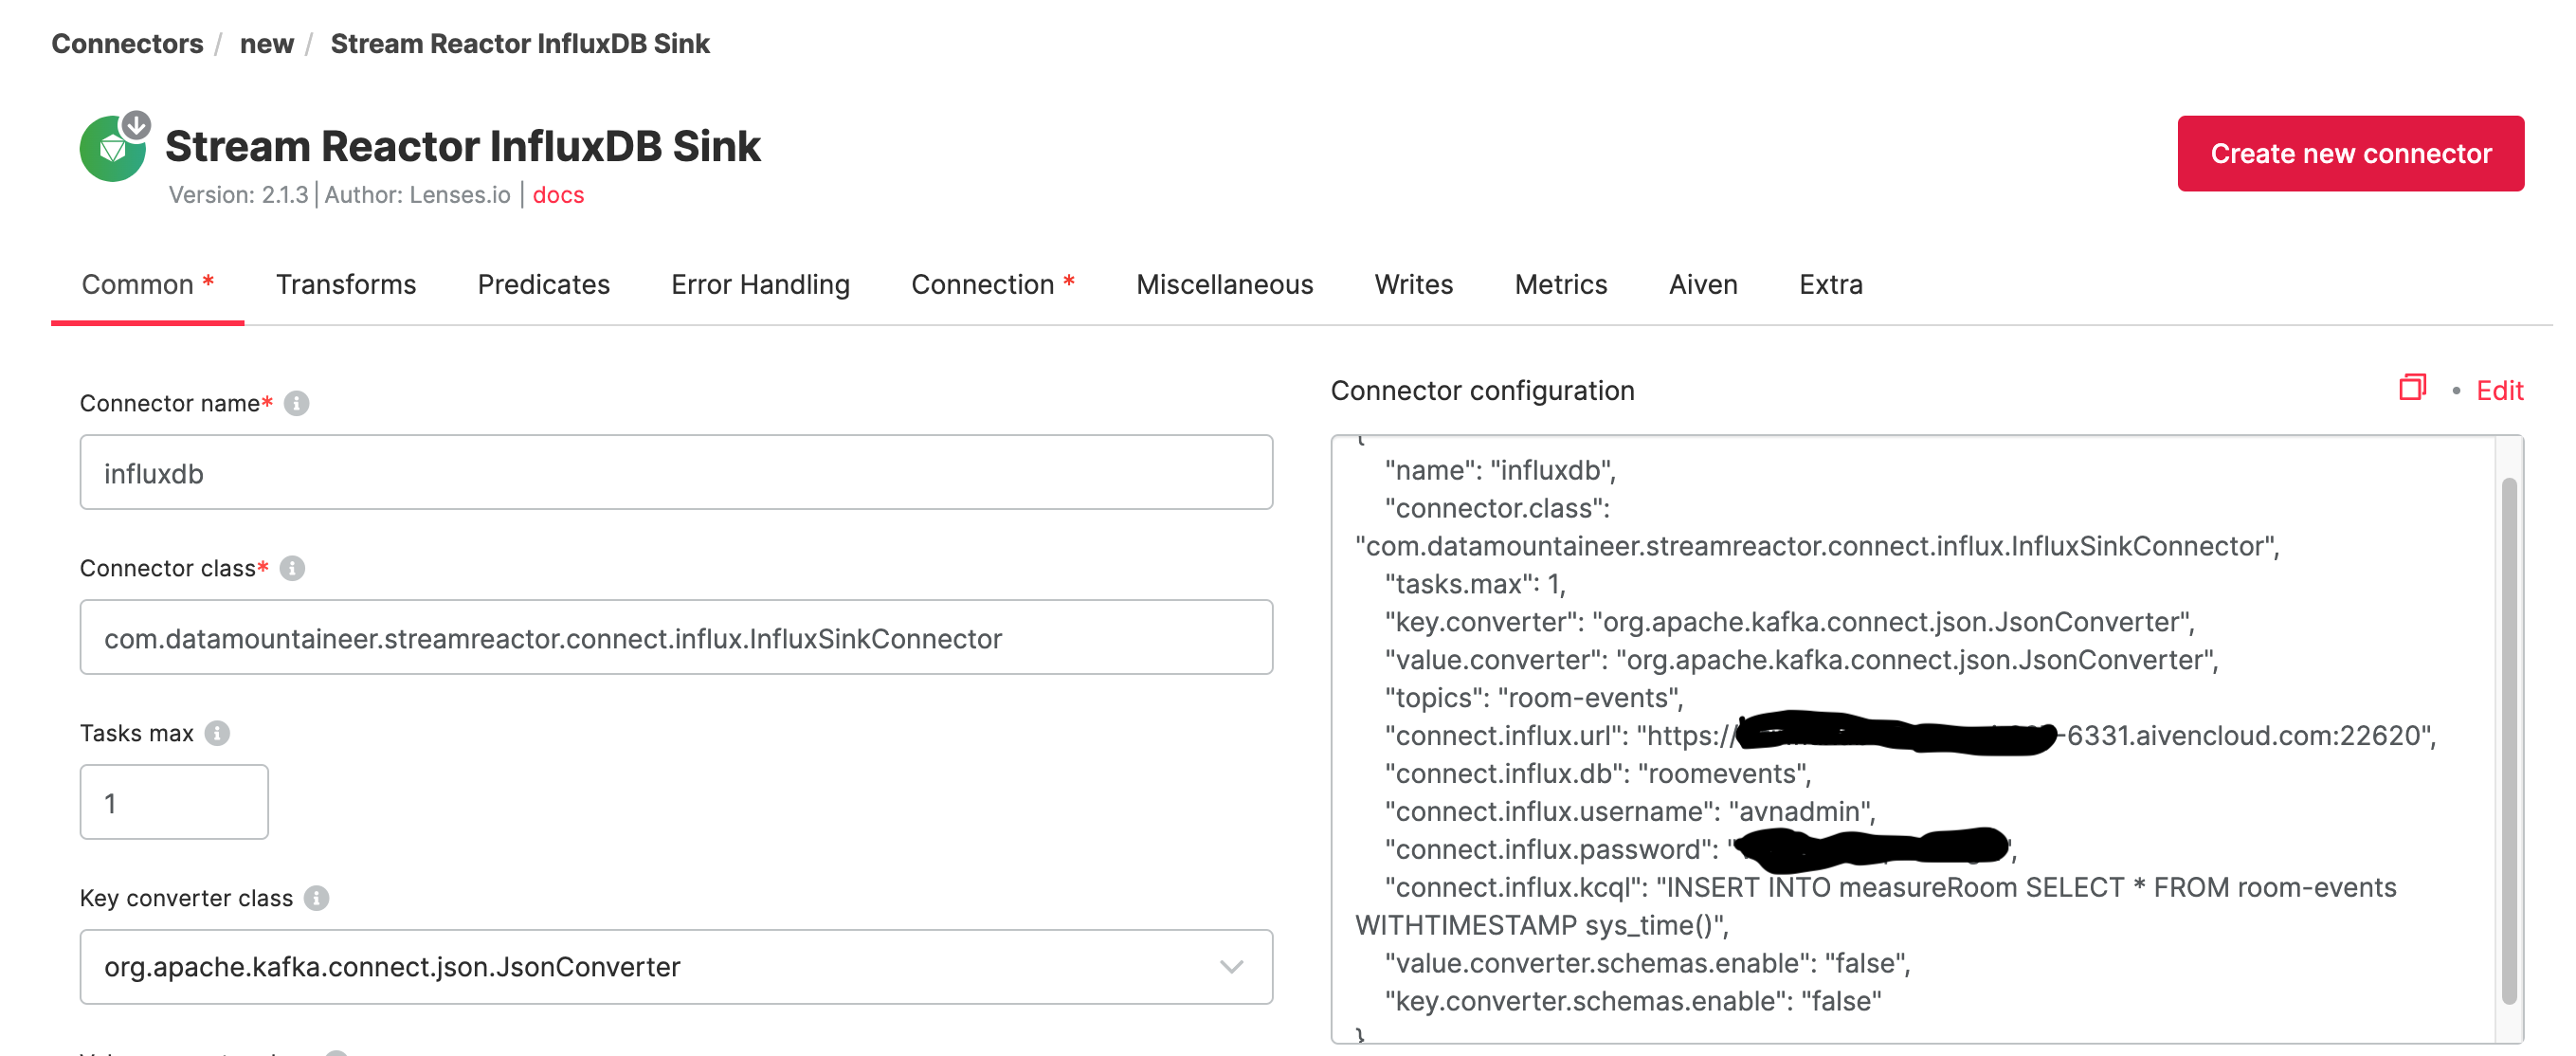 Connectors / new / Stream Reactor InfluxDB Sink
Stream Reactor InfluxDB Sink
Version: 2.1.3 | Author: Lenses.io | docs
Create new connector
Common * Transforms Predicates Error Handling Connection * Miscellaneous Writes Metrics Aiven Extra
Connector name*
influxdb
Connector class*
com.datamountaineer.streamreactor.connect.influx.InfluxSinkConnector
Tasks max
1
Key converter class
org.apache.kafka.connect.json.JsonConverter
Connector configuration
Edit
{
"name": "influxdb",
"connector.class":
"com.datamountaineer.streamreactor.connect.influx.InfluxSinkConnector",
"tasks.max": 1,
"key.converter": "org.apache.kafka.connect.json.JsonConverter",
"value.converter": "org.apache.kafka.connect.json.JsonConverter",
"topics": "room-events",
"connect.influx.url": "https:// -6331.aivencloud.com:22620",
"connect.influx.db": "roomevents",
"connect.influx.username": "avnadmin",
"connect.influx.password": " ",
"connect.influx.kcql": "INSERT INTO measureRoom SELECT * FROM room-events
WITHTIMESTAMP sys_time()",
"value.converter.schemas.enable": "false",
"key.converter.schemas.enable": "false"
}